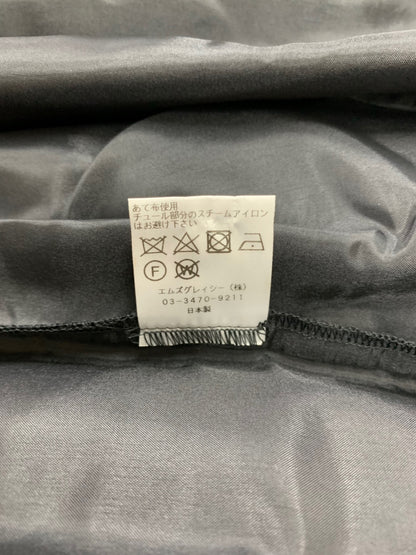 あて布使用
チュール部分のスチームアイロン
はお避け下さい
F W
エムズグレイシー(株)
03-3470-9211
日本製